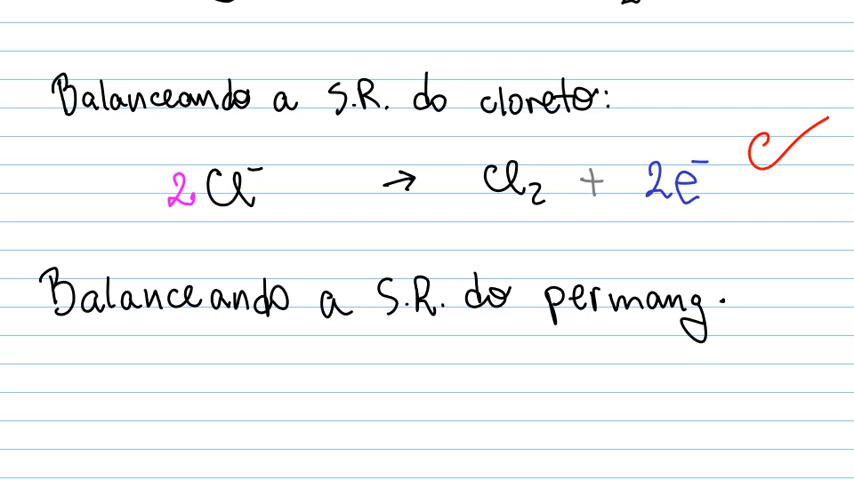 Balanceando a S.R. do cloreto:
2Cl⁻ → Cl₂ + 2e⁻
Balanceando a S.R. do permang.